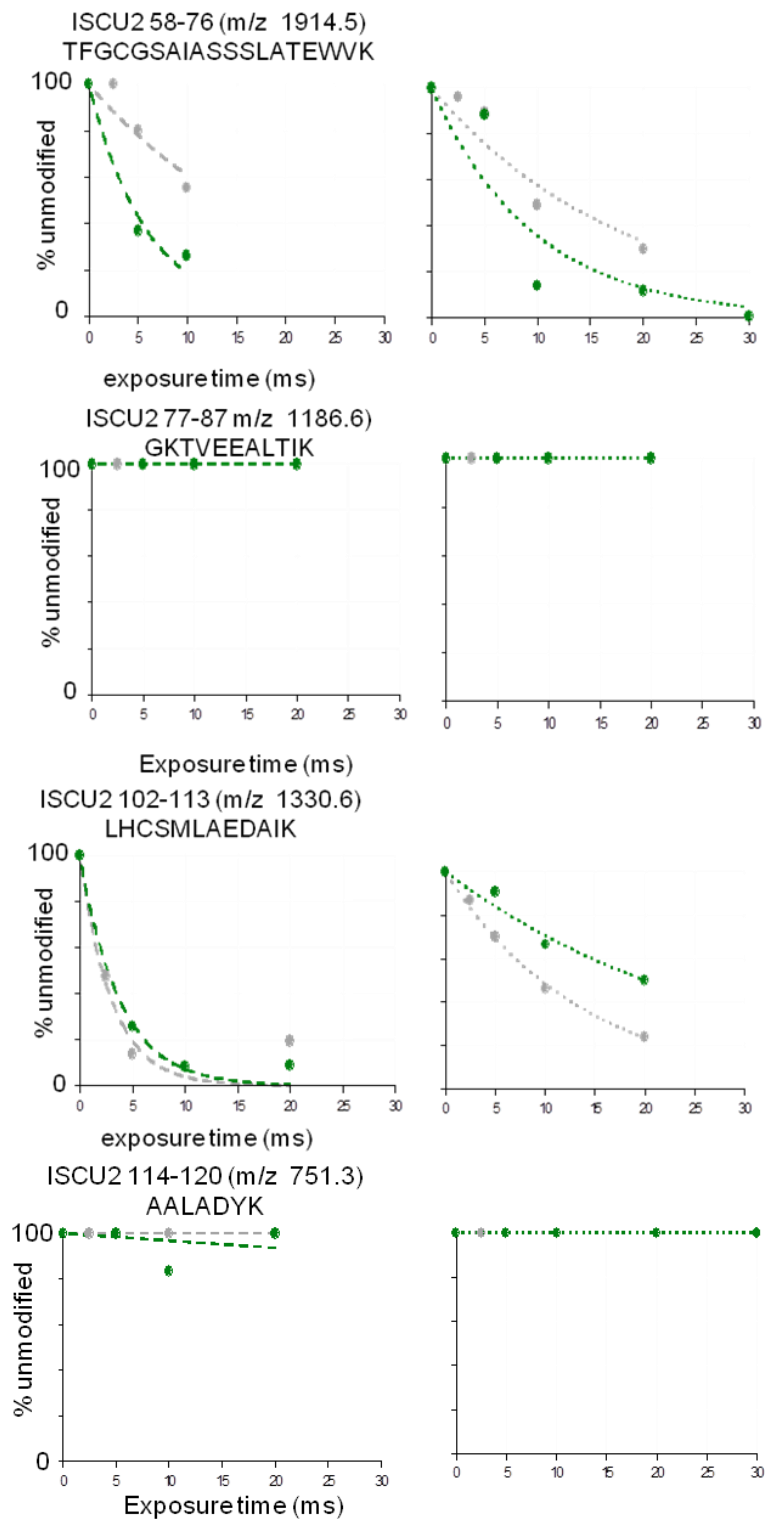 ISCU2 58-76 (m/z 1914.5)
TFGCGSAIASSSLATEWVK
100
% unmodified
0
0 5 10 15 20 25 30
0 5 10 15 20 25 30
exposure time (ms)
ISCU2 77-87 m/z 1186.6)
GKTVEEALTIK
100
% unmodified
0
0 5 10 15 20 25 30
0 5 10 15 20 25 30
Exposure time (ms)
ISCU2 102-113 (m/z 1330.6)
LHCSMLAEDAIK
100
% unmodified
0
0 5 10 15 20 25 30
0 5 10 15 20 25 30
exposure time (ms)
ISCU2 114-120 (m/z 751.3)
AALADYK
100
% unmodified
0
0 5 10 15 20 25 30
0 5 10 15 20 25 30
Exposure time (ms)